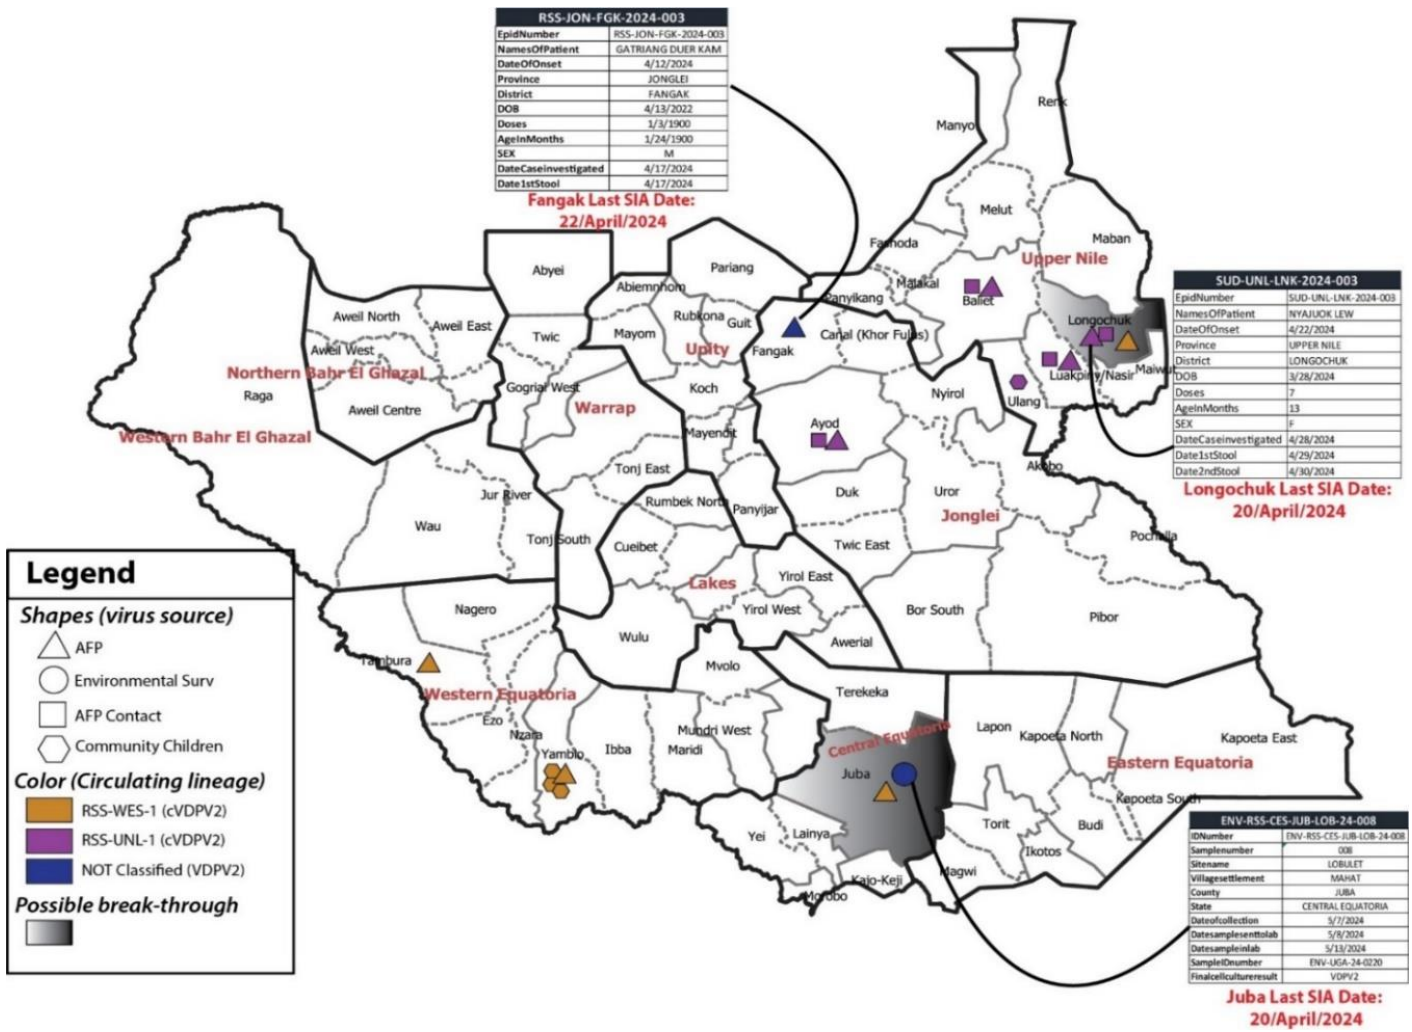 RSS-JON-FGK-2024-003
EpidNumber RSS-JON-FGK-2024-003
NamesOfPatient GATRIANG DUER KAM
DateOfOnset 4/12/2024
Province JONGLEI
District FANGAK
DOB 4/13/2022
Doses 1/3/1900
AgeInMonths 1/24/1900
SEX M
DateCaseinvestigated 4/17/2024
Date1stStool 4/17/2024
Fangak Last SIA Date:
22/April/2024
Renk
Manyo
Melut
Maban
Fashoda
Upper Nile
Malakal
Baliet
Panyikang
Canal (Khor Fulus)
Longochuk
Luakpiny/Nasir
Maiwut
Ulang
Nyirol
SUD-UNL-LNK-2024-003
EpidNumber SUD-UNL-LNK-2024-003
NamesOfPatient NYAJUOK LEW
DateOfOnset 4/22/2024
Province UPPER NILE
District LONGOCHUK
DOB 3/28/2024
Doses 7
AgeInMonths 13
SEX F
DateCaseinvestigated 4/28/2024
Date1stStool 4/29/2024
Date2ndStool 4/30/2024
Longochuk Last SIA Date:
20/April/2024
Abyei
Pariang
Abiemnhom
Rubkona
Guit
Mayom
Unity
Fangak
Koch
Mayendit
Panyijar
Aweil North
Aweil East
Aweil West
Northern Bahr El Ghazal
Raga
Aweil Centre
Western Bahr El Ghazal
Twic
Gogrial West
Warrap
Tonj East
Jur River
Wau
Tonj South
Rumbek North
Cueibet
Lakes
Yirol East
Yirol West
Wulu
Awerial
Ayod
Akobo
Duk
Uror
Jonglei
Twic East
Pochalla
Bor South
Pibor
Nagero
Tambura
Western Equatoria
Ezo
Nzara
Yambio
Ibba
Maridi
Mundri West
Mvolo
Terekeka
Central Equatoria
Juba
Yei
Lainya
Morobo
Kajo-Keji
Magwi
Lapon
Kapoeta North
Kapoeta East
Eastern Equatoria
Kapoeta South
Torit
Budi
Ikotos
Legend
Shapes (virus source)
AFP
Environmental Surv
AFP Contact
Community Children
Color (Circulating lineage)
RSS-WES-1 (cVDPV2)
RSS-UNL-1 (cVDPV2)
NOT Classified (VDPV2)
Possible break-through
ENV-RSS-CES-JUB-LOB-24-008
IDNumber ENV-RSS-CES-JUB-LOB-24-008
Samplenumber 008
Sitename LOBULET
Villagesettlement MAHAT
County JUBA
State CENTRAL EQUATORIA
Dateofcollection 5/7/2024
Datesamplesenttolab 5/8/2024
Datesampleinlab 5/13/2024
SampleIDnumber ENV-UGA-24-0220
Finalcellcultureresult VDPV2
Juba Last SIA Date:
20/April/2024